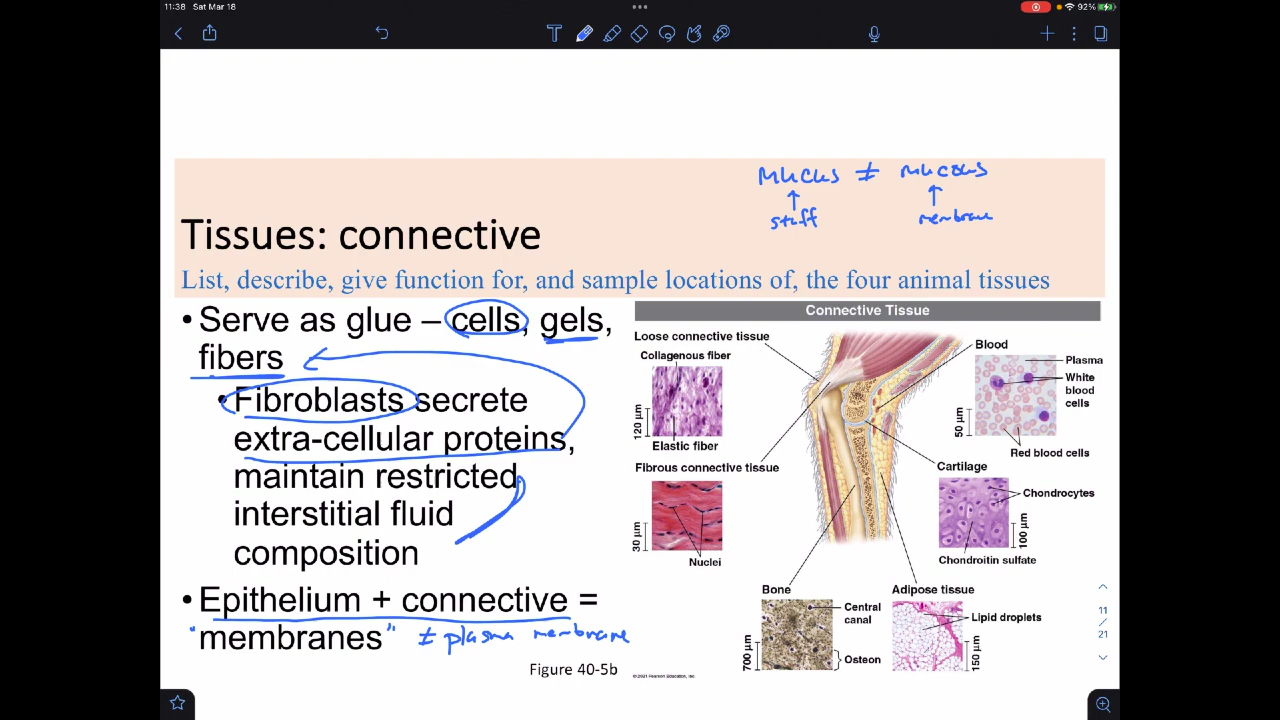 11:38 Sat Mar 18
92%
Mucus ≠ Mucous
↑ ↑
stuff membrane
Tissues: connective
List, describe, give function for, and sample locations of, the four animal tissues
• Serve as glue – cells, gels,
fibers
• Fibroblasts secrete
extra-cellular proteins,
maintain restricted
interstitial fluid
composition
• Epithelium + connective =
"membranes" ≠ plasma membrane
Connective Tissue
Loose connective tissue
Collagenous fiber
120 µm
Elastic fiber
Fibrous connective tissue
30 µm
Nuclei
Bone
Central
canal
700 µm
Osteon
Blood
Plasma
White
blood
cells
50 µm
Red blood cells
Cartilage
Chondrocytes
100 µm
Chondroitin sulfate
Adipose tissue
Lipid droplets
150 µm
Figure 40-5b
© 2021 Pearson Education, Inc.
11
/
21